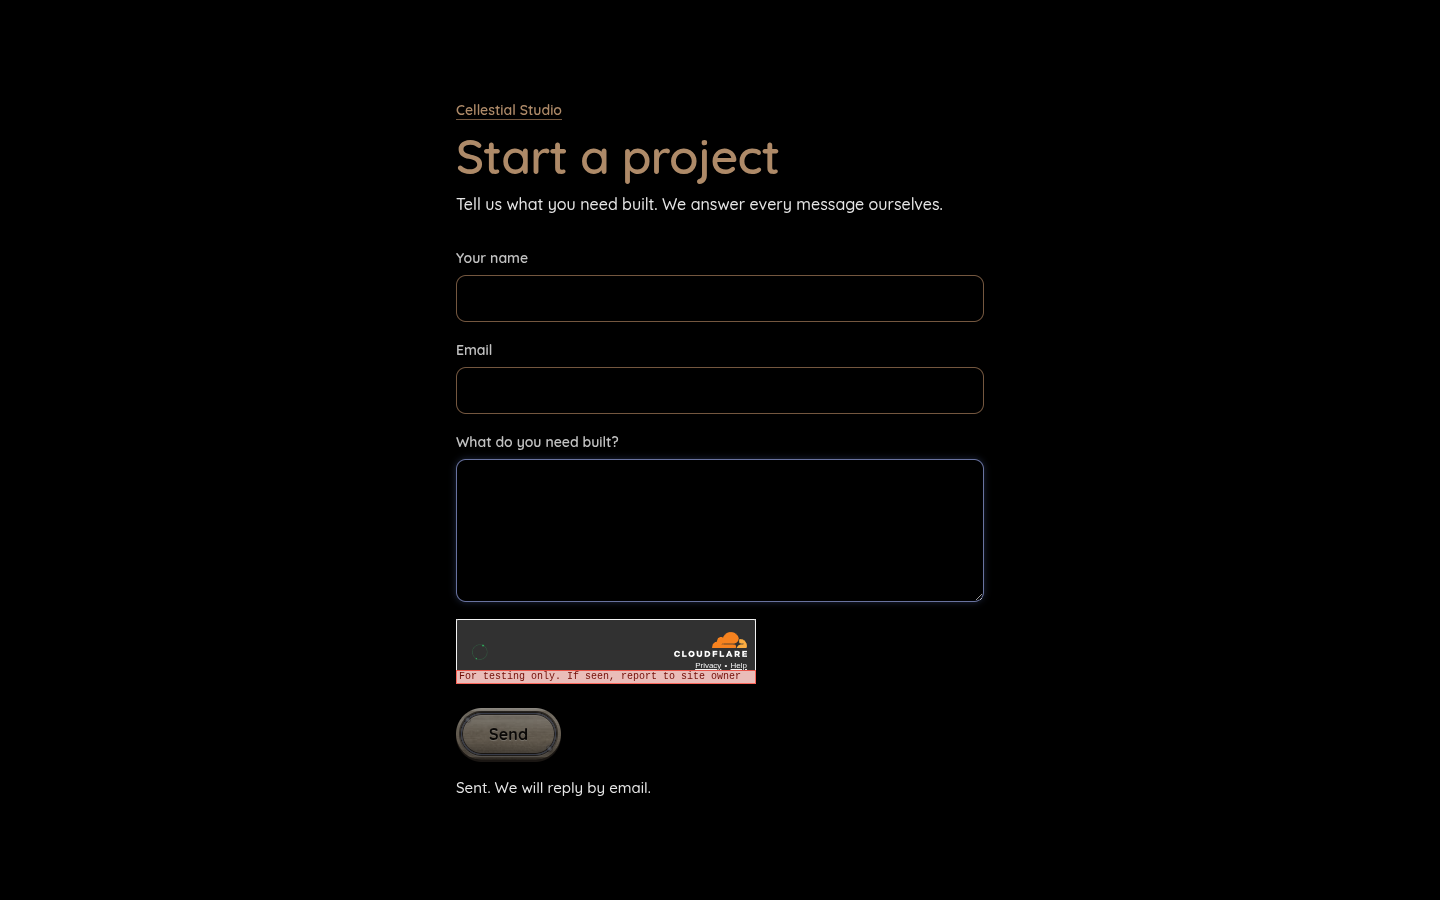 Cellestial Studio
Start a project
Tell us what you need built. We answer every message ourselves.
Your name
Email
What do you need built?
CLOUDFLARE
Privacy • Help
For testing only. If seen, report to site owner
Send
Sent. We will reply by email.